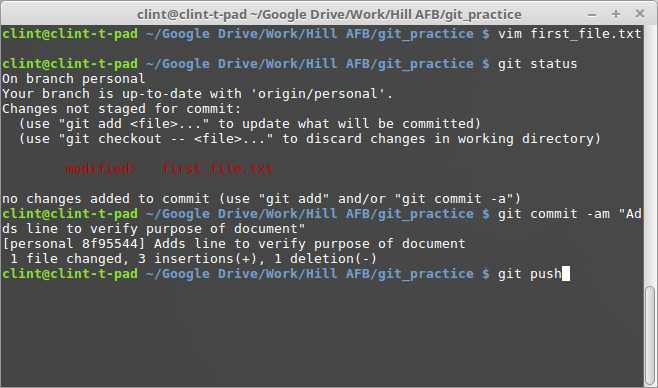 clint@clint-t-pad ~/Google Drive/Work/Hill AFB/git_practice
clint@clint-t-pad ~/Google Drive/Work/Hill AFB/git_practice $ vim first_file.txt
clint@clint-t-pad ~/Google Drive/Work/Hill AFB/git_practice $ git status
On branch personal
Your branch is up-to-date with 'origin/personal'.
Changes not staged for commit:
  (use "git add <file>..." to update what will be committed)
  (use "git checkout -- <file>..." to discard changes in working directory)
        modified:   first_file.txt
no changes added to commit (use "git add" and/or "git commit -a")
clint@clint-t-pad ~/Google Drive/Work/Hill AFB/git_practice $ git commit -am "Ad
ds line to verify purpose of document"
[personal 8f95544] Adds line to verify purpose of document
 1 file changed, 3 insertions(+), 1 deletion(-)
clint@clint-t-pad ~/Google Drive/Work/Hill AFB/git_practice $ git push